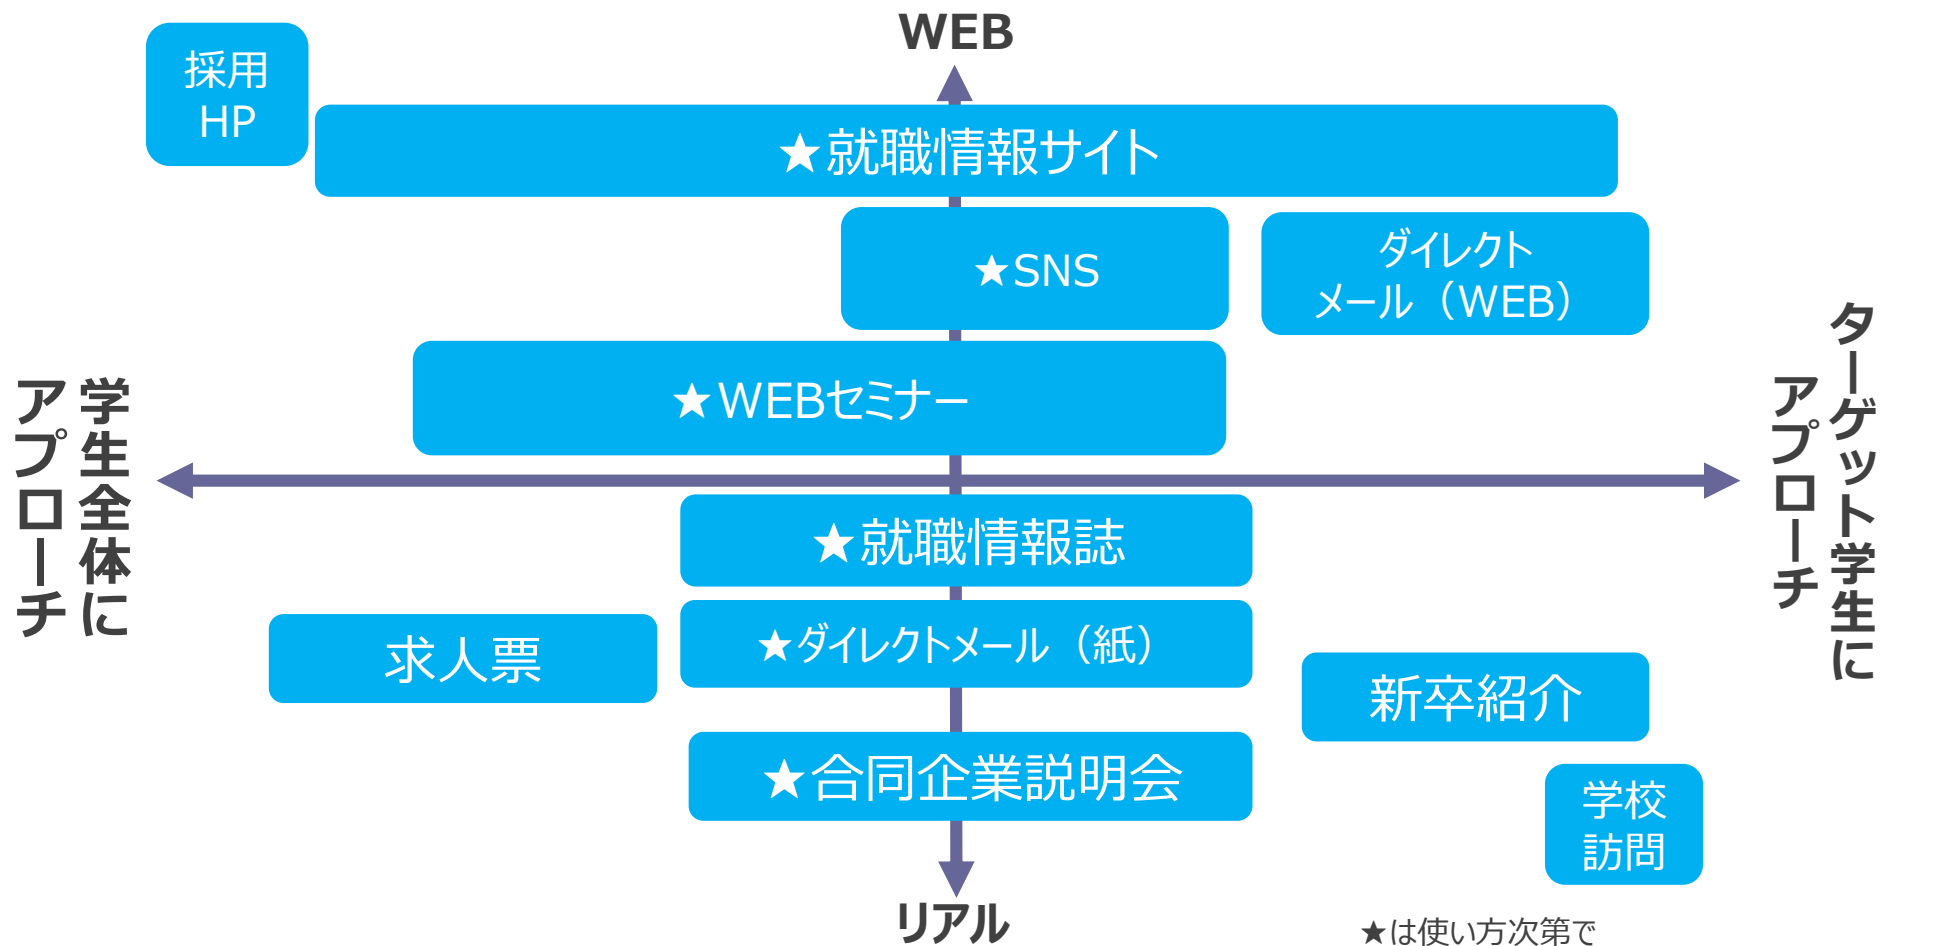 WEB
採用
HP
★就職情報サイト
★SNS
ダイレクト
メール（WEB）
★WEBセミナー
学生全体に
アプローチ
ターゲット学生に
アプローチ
★就職情報誌
★ダイレクトメール（紙）
求人票
新卒紹介
★合同企業説明会
学校
訪問
リアル
★は使い方次第で